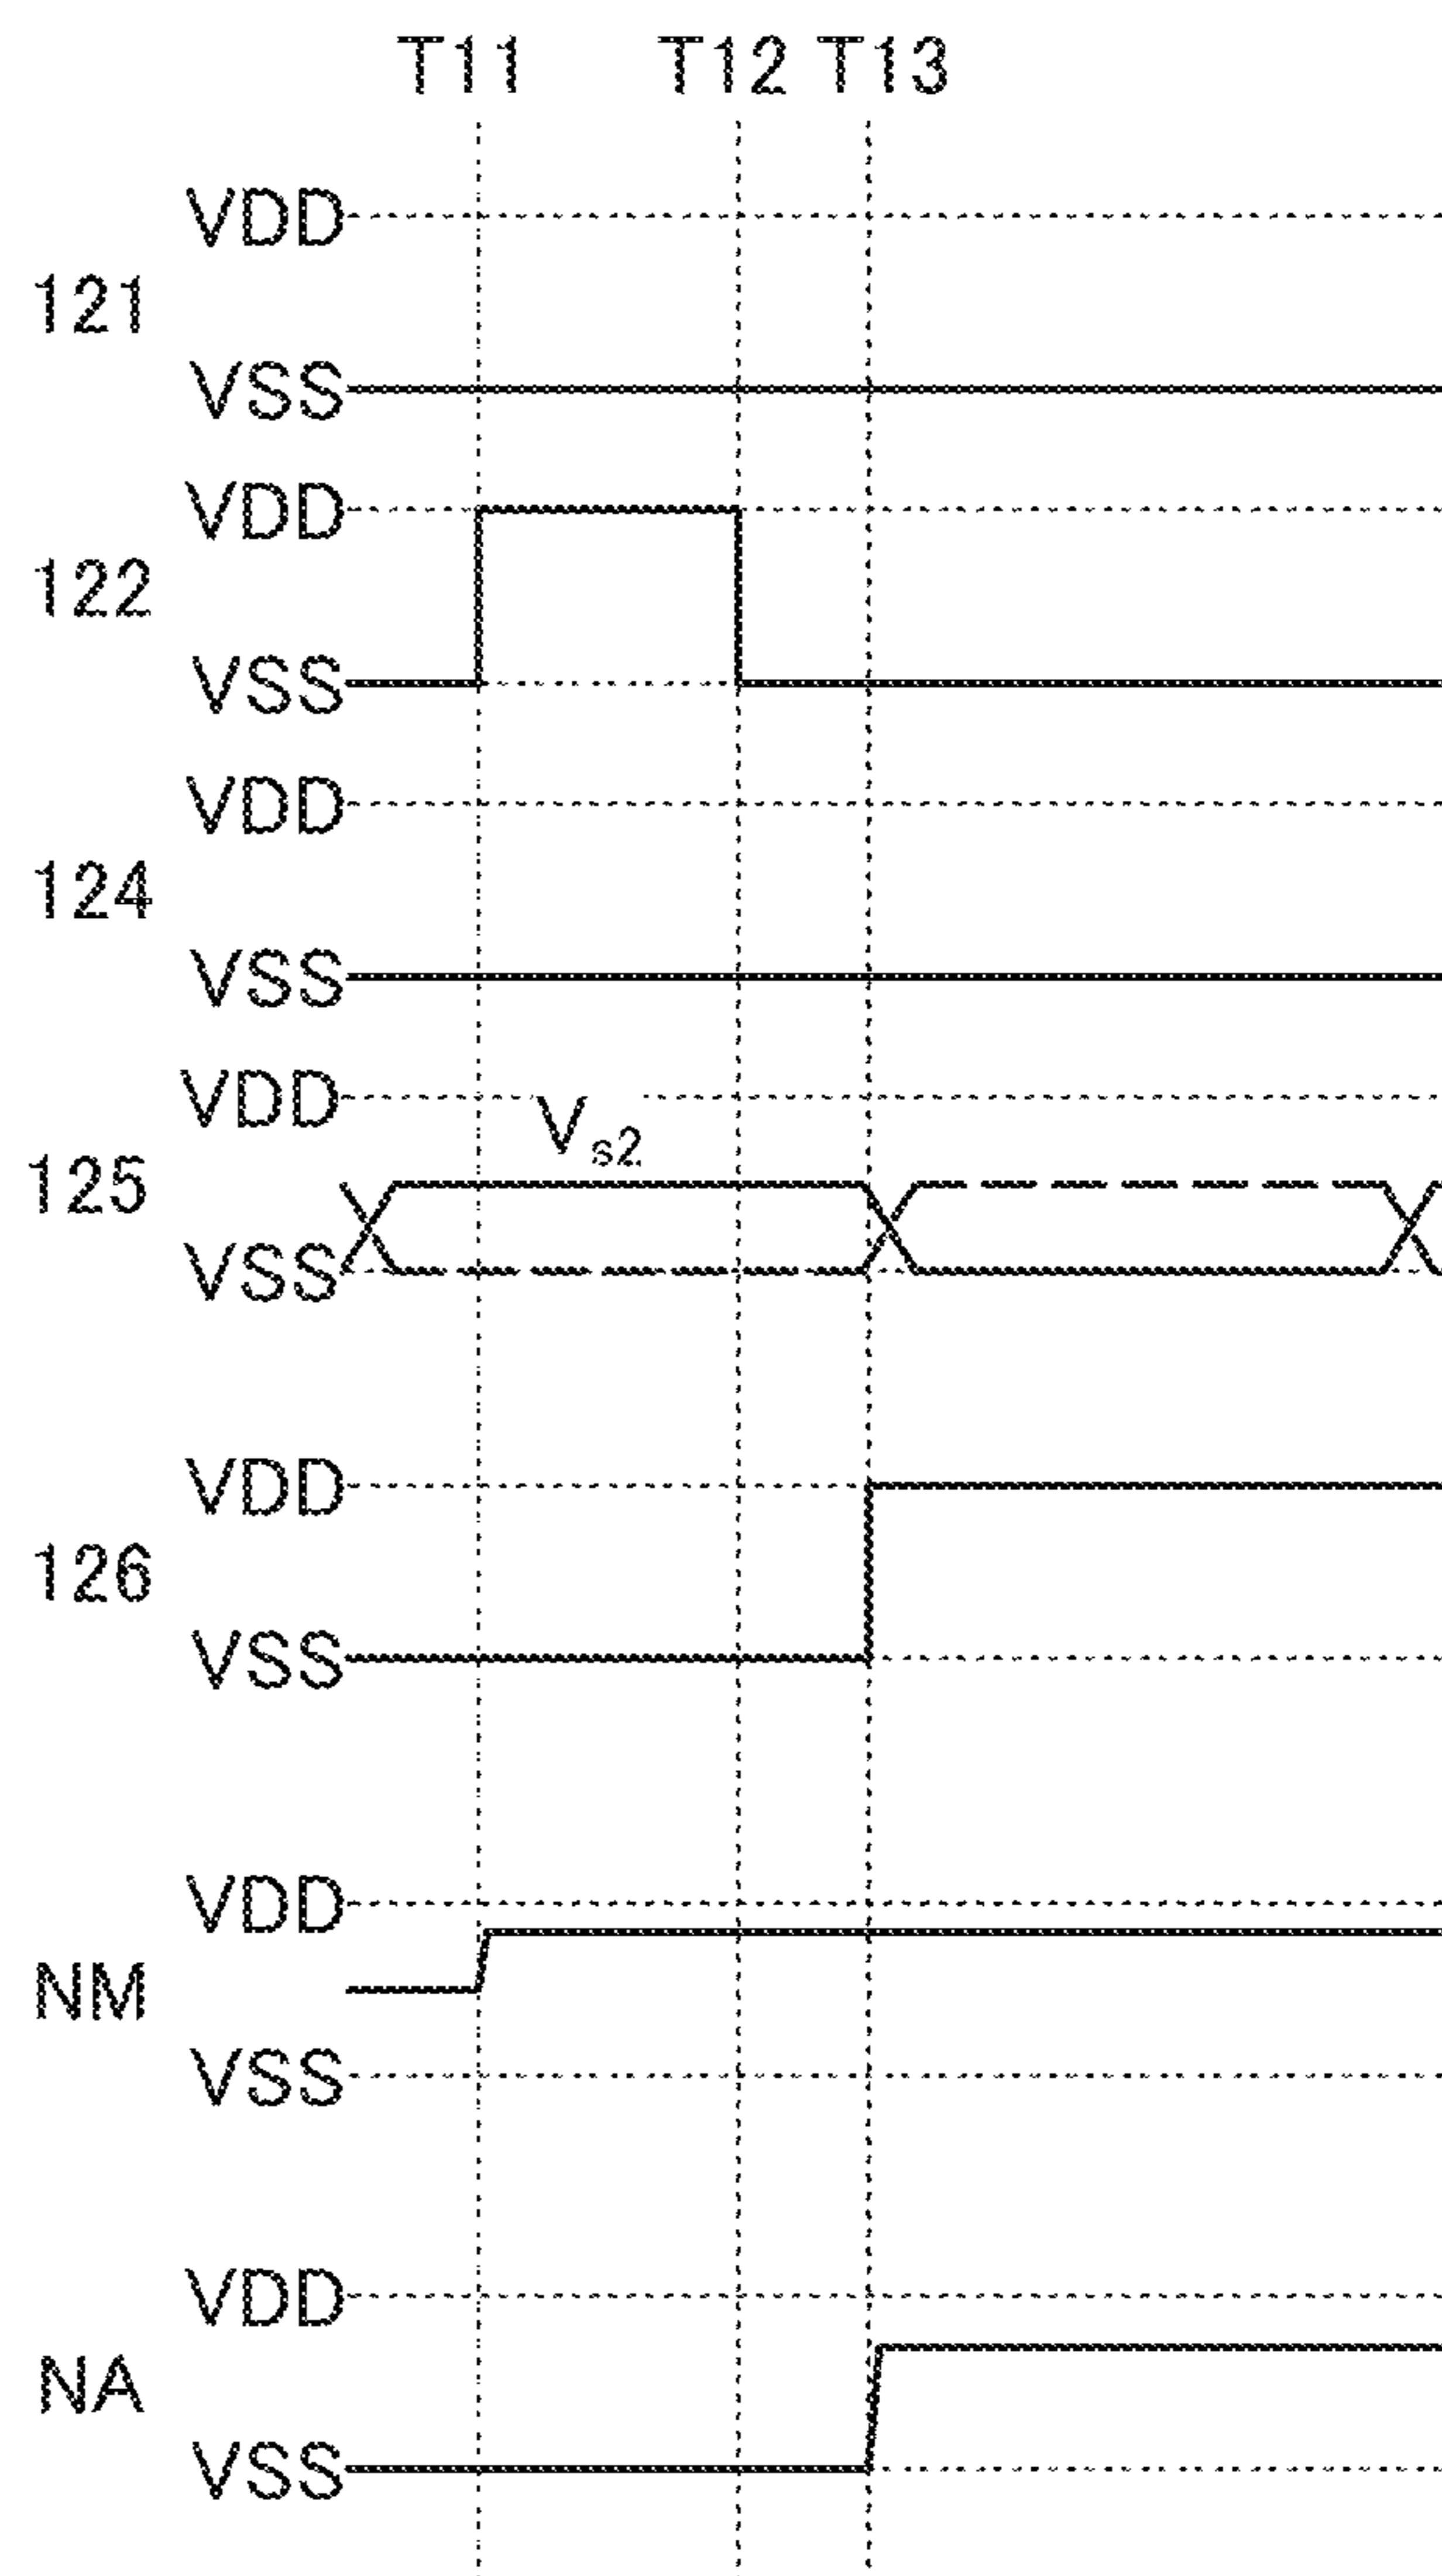 T11 T12 T13
VDD
121
VSS
VDD
122
VSS
VDD
124
VSS
VDD
Vs2
125
VSS
VDD
126
VSS
VDD
NM
VSS
VDD
NA
VSS